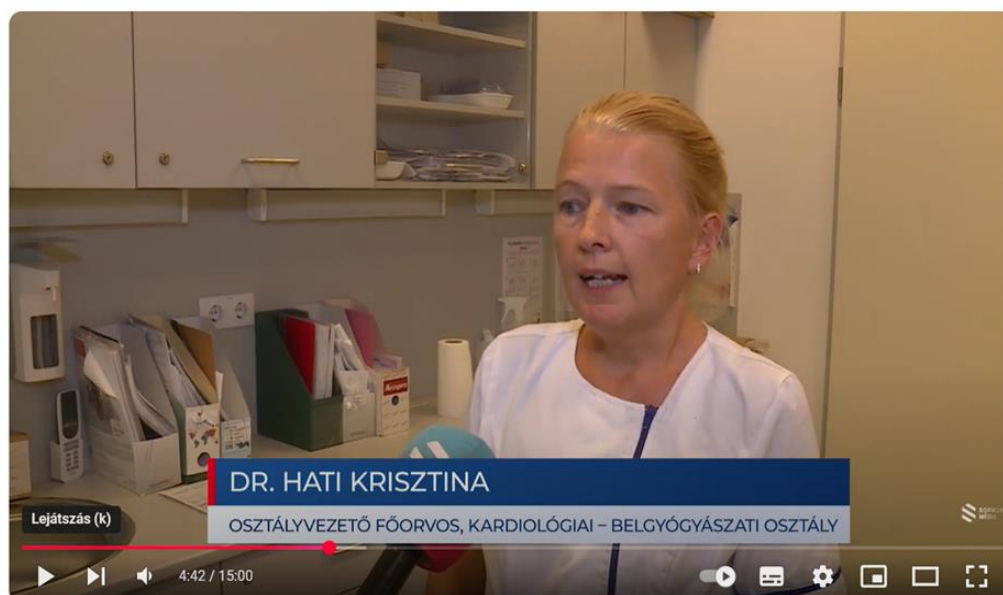 DR. HATI KRISZTINA
OSZTÁLYVEZETŐ FŐORVOS, KARDIOLÓGIAI – BELGYÓGYÁSZATI OSZTÁLY
Lejátszás (k)
4:42 / 15:00